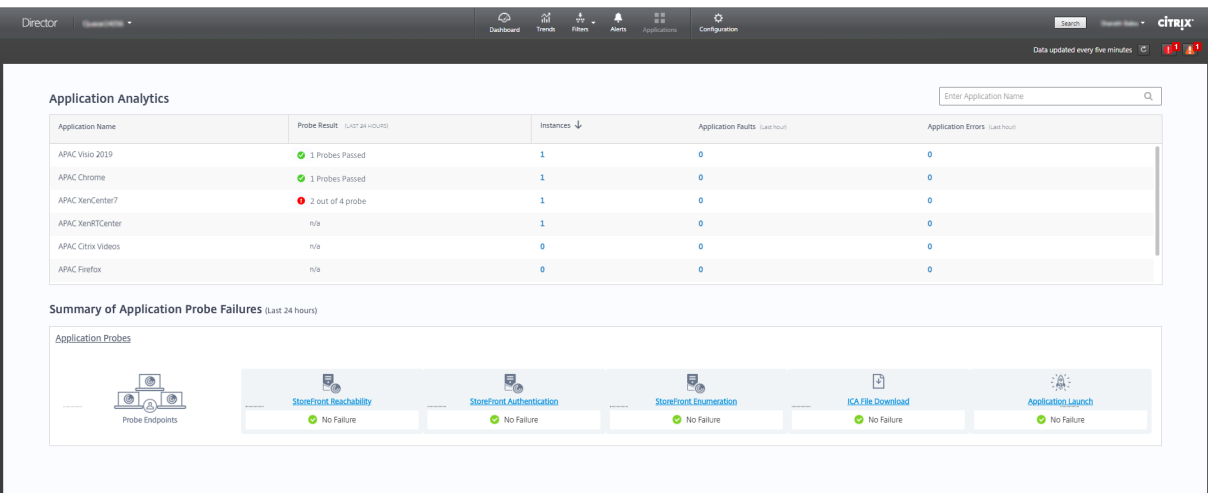 Director
Dashboard Trends Filters Alerts Applications Configuration
Search
CİTRIX
Data updated every five minutes 1 1
Application Analytics
Enter Application Name
Application Name Probe Result (LAST 24 HOURS) Instances Application Faults (Last hour) Application Errors (Last hour)
APAC Visio 2019 1 Probes Passed 1 0 0
APAC Chrome 1 Probes Passed 1 0 0
APAC XenCenter7 2 out of 4 probe 1 0 0
APAC XenRTCenter n/a 1 0 0
APAC Citrix Videos n/a 0 0 0
APAC Firefox n/a 0 0 0
Summary of Application Probe Failures (Last 24 hours)
Application Probes
Probe Endpoints
StoreFront Reachability StoreFront Authentication StoreFront Enumeration ICA File Download Application Launch
No Failure No Failure No Failure No Failure No Failure